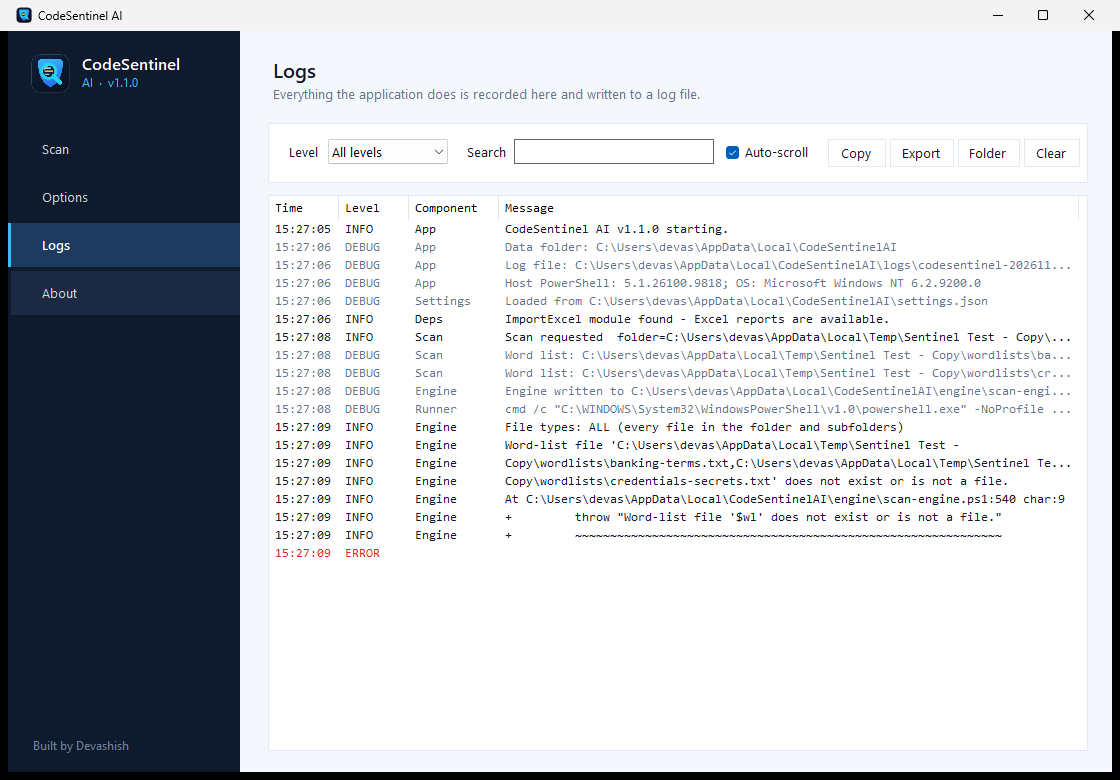 CodeSentinel AI
CodeSentinel
AI · v1.1.0
Scan
Options
Logs
About
Built by Devashish
Logs
Everything the application does is recorded here and written to a log file.
Level All levels Search Auto-scroll Copy Export Folder Clear
Time Level Component Message
15:27:05 INFO App CodeSentinel AI v1.1.0 starting.
15:27:06 DEBUG App Data folder: C:\Users\devas\AppData\Local\CodeSentinelAI
15:27:06 DEBUG App Log file: C:\Users\devas\AppData\Local\CodeSentinelAI\logs\codesentinel-202611...
15:27:06 DEBUG App Host PowerShell: 5.1.26100.9818; OS: Microsoft Windows NT 6.2.9200.0
15:27:06 DEBUG Settings Loaded from C:\Users\devas\AppData\Local\CodeSentinelAI\settings.json
15:27:06 INFO Deps ImportExcel module found - Excel reports are available.
15:27:08 INFO Scan Scan requested folder=C:\Users\devas\AppData\Local\Temp\Sentinel Test - Copy\...
15:27:08 DEBUG Scan Word list: C:\Users\devas\AppData\Local\Temp\Sentinel Test - Copy\wordlists\ba...
15:27:08 DEBUG Scan Word list: C:\Users\devas\AppData\Local\Temp\Sentinel Test - Copy\wordlists\cr...
15:27:08 DEBUG Engine Engine written to C:\Users\devas\AppData\Local\CodeSentinelAI\engine\scan-engi...
15:27:08 DEBUG Runner cmd /c "C:\WINDOWS\System32\WindowsPowerShell\v1.0\powershell.exe" -NoProfile ...
15:27:09 INFO Engine File types: ALL (every file in the folder and subfolders)
15:27:09 INFO Engine Word-list file 'C:\Users\devas\AppData\Local\Temp\Sentinel Test -
15:27:09 INFO Engine Copy\wordlists\banking-terms.txt,C:\Users\devas\AppData\Local\Temp\Sentinel Te...
15:27:09 INFO Engine Copy\wordlists\credentials-secrets.txt' does not exist or is not a file.
15:27:09 INFO Engine At C:\Users\devas\AppData\Local\CodeSentinelAI\engine\scan-engine.ps1:540 char:9
15:27:09 INFO Engine + throw "Word-list file '$wl' does not exist or is not a file."
15:27:09 INFO Engine + ~~~~~~~~~~~~~~~~~~~~~~~~~~~~~~~~~~~~~~~~~~~~~~~~~~~~~~~~~~~~~
15:27:09 ERROR